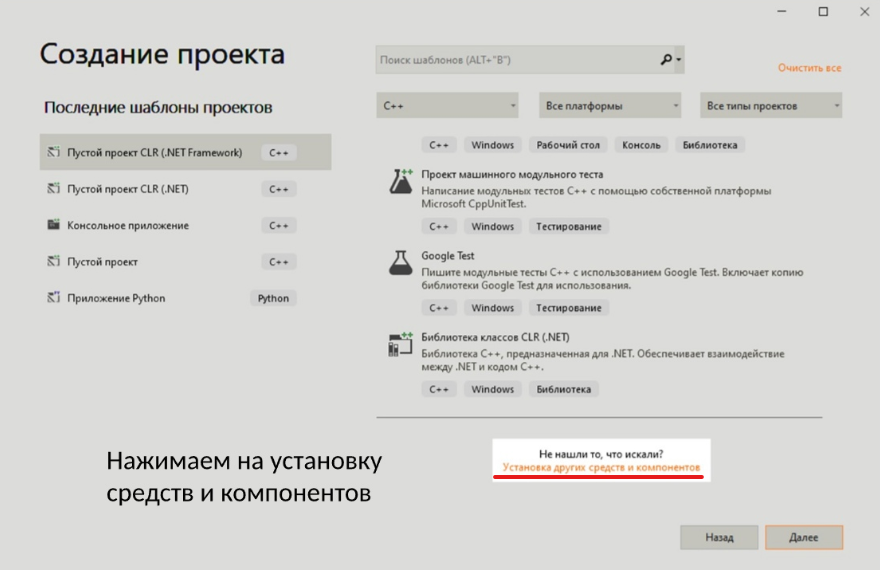 Создание проекта
Последние шаблоны проектов
Пустой проект CLR (.NET Framework) C++
Пустой проект CLR (.NET) C++
Консольное приложение C++
Пустой проект C++
Приложение Python Python
Поиск шаблонов (ALT+"В")
Очистить все
C++ Все платформы Все типы проектов
C++ Windows Рабочий стол Консоль Библиотека
Проект машинного модульного теста
Написание модульных тестов C++ с помощью собственной платформы
Microsoft CppUnitTest.
C++ Windows Тестирование
Google Test
Пишите модульные тесты C++ с использованием Google Test. Включает копию
библиотеки Google Test для использования.
C++ Windows Тестирование
Библиотека классов CLR (.NET)
Библиотека C++, предназначенная для .NET. Обеспечивает взаимодействие
между .NET и кодом C++.
C++ Windows Библиотека
Не нашли то, что искали?
Установка других средств и компонентов
Нажимаем на установку
средств и компонентов
Назад Далее